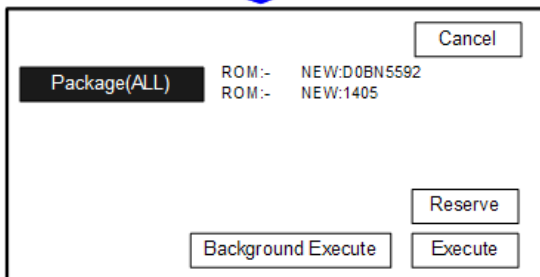 Cancel
Package(ALL)
ROM:- NEW:D0BN5592
ROM:- NEW:1405
Reserve
Background Execute
Execute